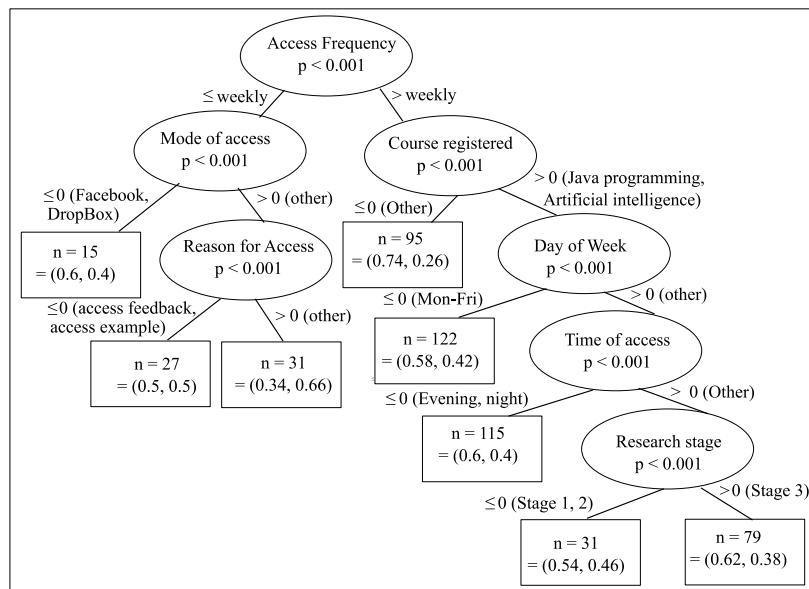 Access Frequency
p < 0.001
≤ weekly
> weekly
Mode of access
p < 0.001
Course registered
p < 0.001
≤0 (Facebook,
DropBox)
> 0 (other)
≤0 (Other)
> 0 (Java programming,
Artificial intelligence)
n = 15
= (0.6, 0.4)
Reason for Access
p < 0.001
n = 95
= (0.74, 0.26)
Day of Week
p < 0.001
≤0 (access feedback,
access example)
> 0 (other)
≤0 (Mon-Fri)
> 0 (other)
n = 27
= (0.5, 0.5)
n = 31
= (0.34, 0.66)
n = 122
= (0.58, 0.42)
Time of access
p < 0.001
≤0 (Evening, night)
> 0 (Other)
n = 115
= (0.6, 0.4)
Research stage
p < 0.001
≤0 (Stage 1, 2)
>0 (Stage 3)
n = 31
= (0.54, 0.46)
n = 79
= (0.62, 0.38)